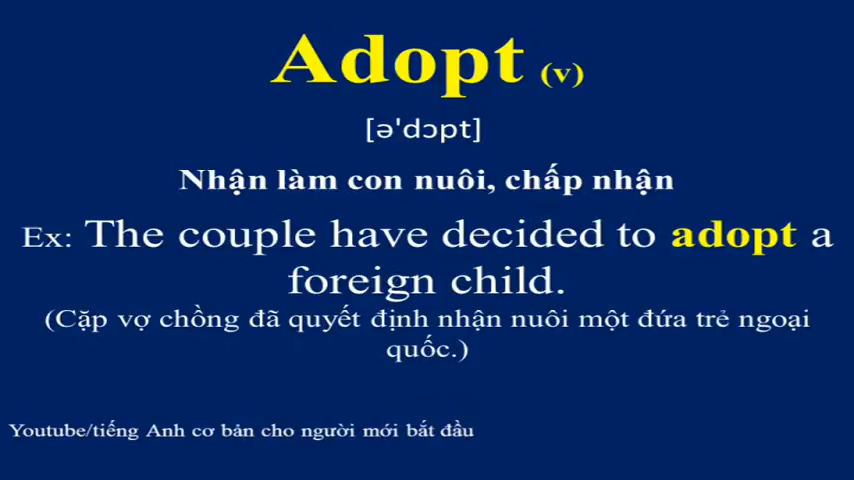 Adopt (v)
[ə'dɔpt]
Nhận làm con nuôi, chấp nhận
Ex: The couple have decided to adopt a
foreign child.
(Cặp vợ chồng đã quyết định nhận nuôi một đứa trẻ ngoại
quốc.)
Youtube/tiếng Anh cơ bản cho người mới bắt đầu